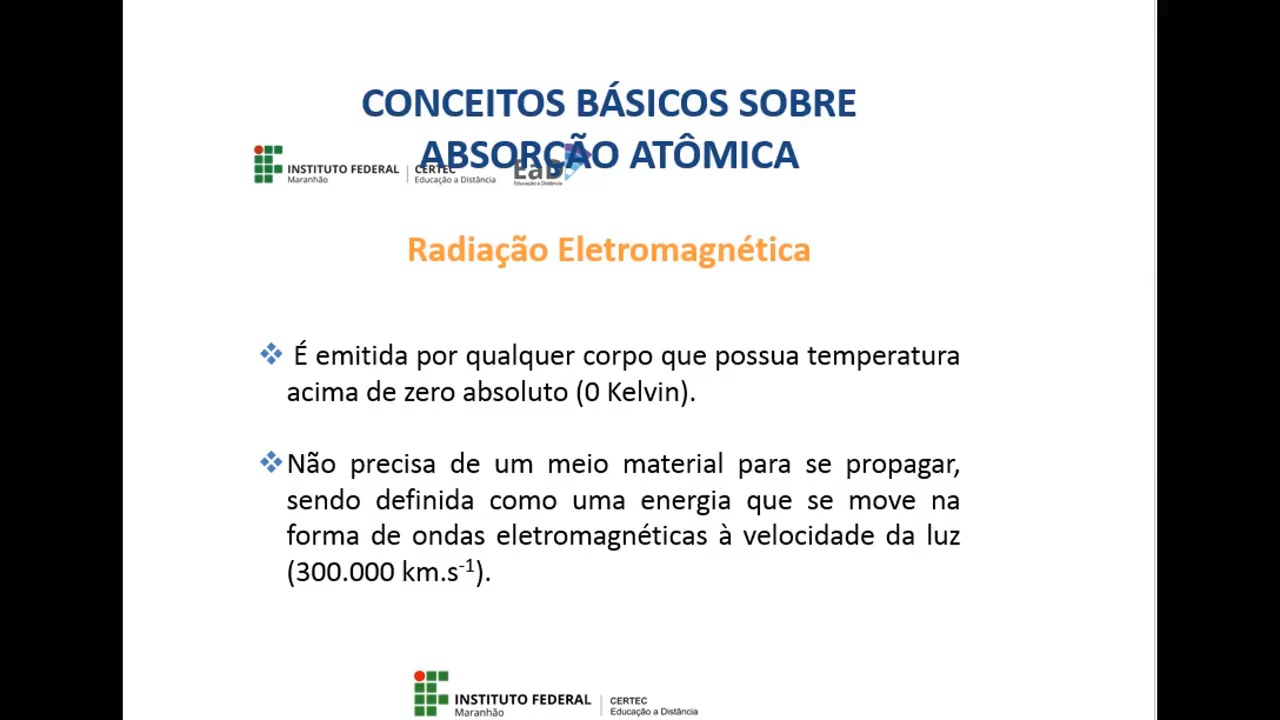 CONCEITOS BÁSICOS SOBRE
ABSORÇÃO ATÔMICA
INSTITUTO FEDERAL
Maranhão
CERTEC
Educação a Distância
EaD
Educação a Distância
Radiação Eletromagnética
É emitida por qualquer corpo que possua temperatura
acima de zero absoluto (0 Kelvin).
Não precisa de um meio material para se propagar,
sendo definida como uma energia que se move na
forma de ondas eletromagnéticas à velocidade da luz
(300.000 km.s⁻¹).
INSTITUTO FEDERAL
Maranhão
CERTEC
Educação a Distância